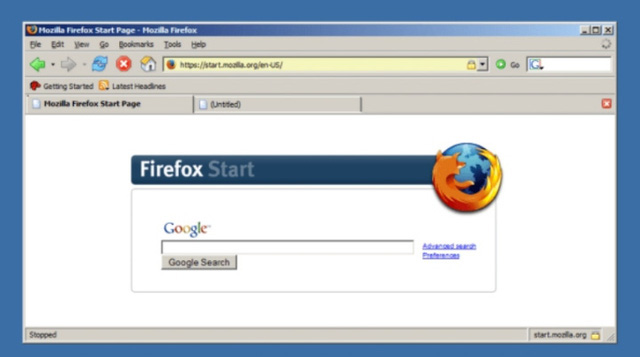 Mozilla Firefox Start Page - Mozilla Firefox
File Edit View Go Bookmarks Tools Help
https://start.mozilla.org/en-US/ Go G
Getting Started Latest Headlines
Mozilla Firefox Start Page (Untitled)
Firefox Start
Google™
Advanced search
Preferences
Google Search
Stopped start.mozilla.org